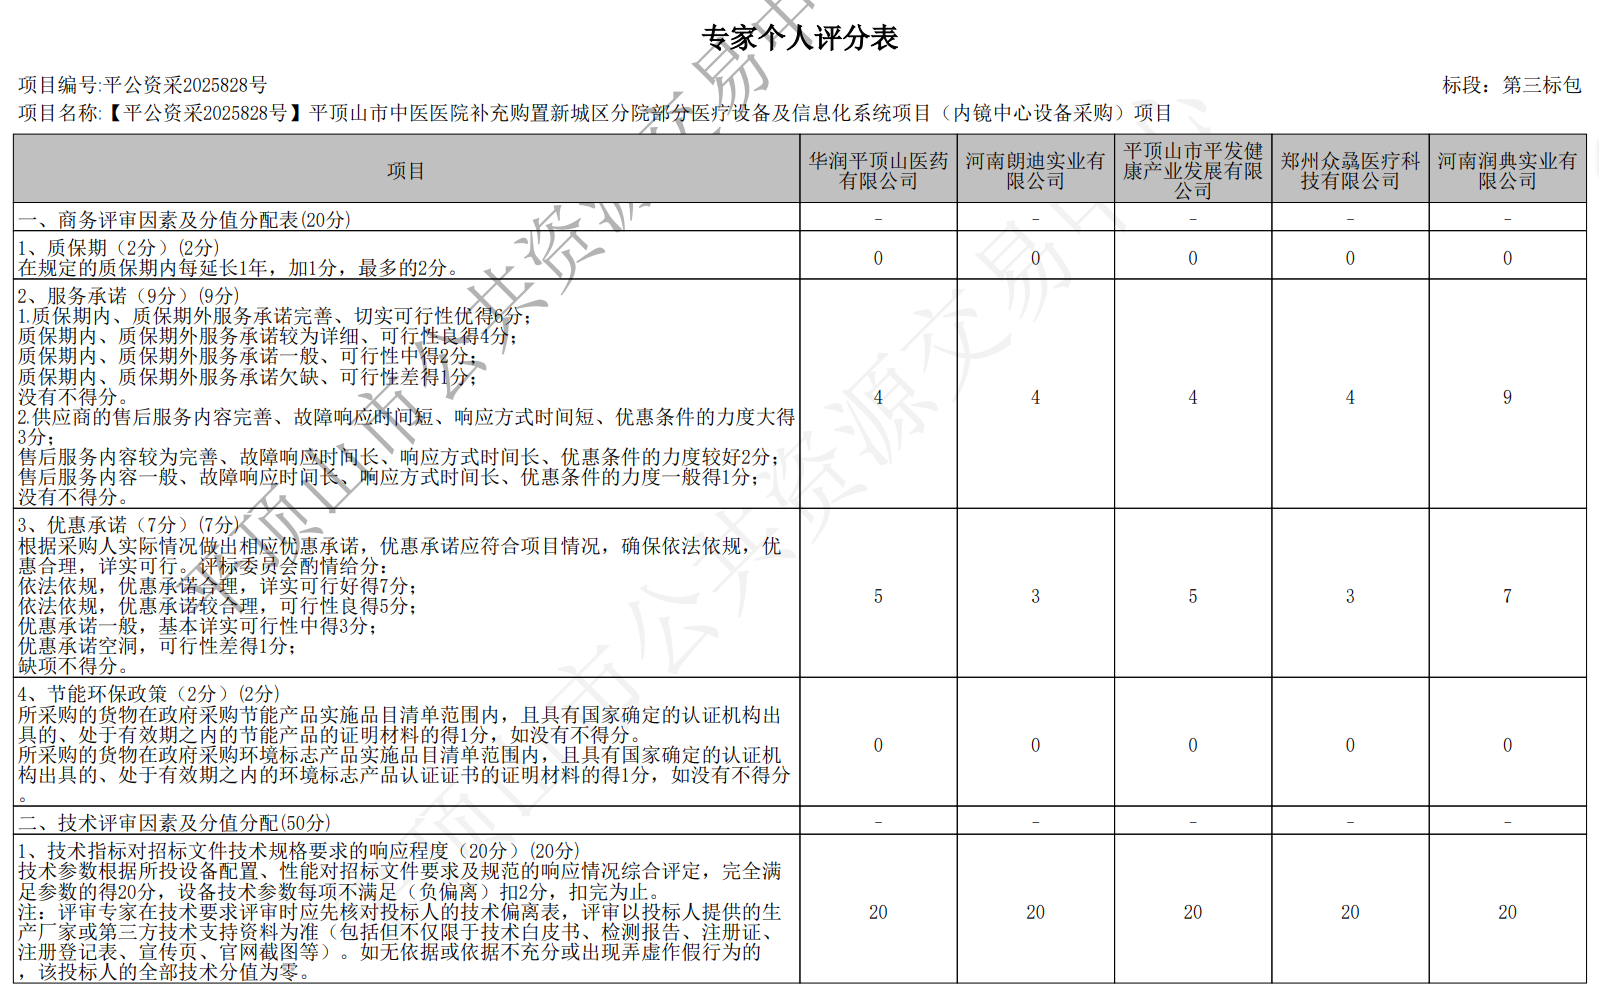 专家个人评分表
项目编号:平公资采2025828号
标段：第三标包
项目名称:【平公资采2025828号】平顶山市中医医院补充购置新城区分院部分医疗设备及信息化系统项目（内镜中心设备采购）项目
项目
华润平顶山医药
有限公司
河南朗迪实业有
限公司
平顶山市平发健
康产业发展有限
公司
郑州众骉医疗科
技有限公司
河南润典实业有
限公司
一、商务评审因素及分值分配表(20分)
－ － － － －
1、质保期（2分）(2分)
在规定的质保期内每延长1年，加1分，最多的2分。
0 0 0 0 0
2、服务承诺（9分）(9分)
1.质保期内、质保期外服务承诺完善、切实可行性优得6分；
质保期内、质保期外服务承诺较为详细、可行性良得4分；
质保期内、质保期外服务承诺一般、可行性中得2分；
质保期内、质保期外服务承诺欠缺、可行性差得1分；
没有不得分。
2.供应商的售后服务内容完善、故障响应时间短、响应方式时间短、优惠条件的力度大得
3分；
售后服务内容较为完善、故障响应时间长、响应方式时间长、优惠条件的力度较好2分；
售后服务内容一般、故障响应时间长、响应方式时间长、优惠条件的力度一般得1分；
没有不得分。
4 4 4 4 9
3、优惠承诺（7分）(7分)
根据采购人实际情况做出相应优惠承诺，优惠承诺应符合项目情况，确保依法依规，优
惠合理，详实可行。评标委员会酌情给分：
依法依规，优惠承诺合理，详实可行好得7分；
依法依规，优惠承诺较合理，可行性良得5分；
优惠承诺一般，基本详实可行性中得3分；
优惠承诺空洞，可行性差得1分；
缺项不得分。
5 3 5 3 7
4、节能环保政策（2分）(2分)
所采购的货物在政府采购节能产品实施品目清单范围内，且具有国家确定的认证机构出
具的、处于有效期之内的节能产品的证明材料的得1分，如没有不得分。
所采购的货物在政府采购环境标志产品实施品目清单范围内，且具有国家确定的认证机
构出具的、处于有效期之内的环境标志产品认证证书的证明材料的得1分，如没有不得分
。
0 0 0 0 0
二、技术评审因素及分值分配(50分)
－ － － － －
1、技术指标对招标文件技术规格要求的响应程度（20分）(20分)
技术参数根据所投设备配置、性能对招标文件要求及规范的响应情况综合评定，完全满
足参数的得20分，设备技术参数每项不满足（负偏离）扣2分，扣完为止。
注：评审专家在技术要求评审时应先核对投标人的技术偏离表，评审以投标人提供的生
产厂家或第三方技术支持资料为准（包括但不仅限于技术白皮书、检测报告、注册证、
注册登记表、宣传页、官网截图等）。如无依据或依据不充分或出现弄虚作假行为的
，该投标人的全部技术分值为零。
20 20 20 20 20
平顶山市公共资源交易中
平顶山市公共资源交易中心